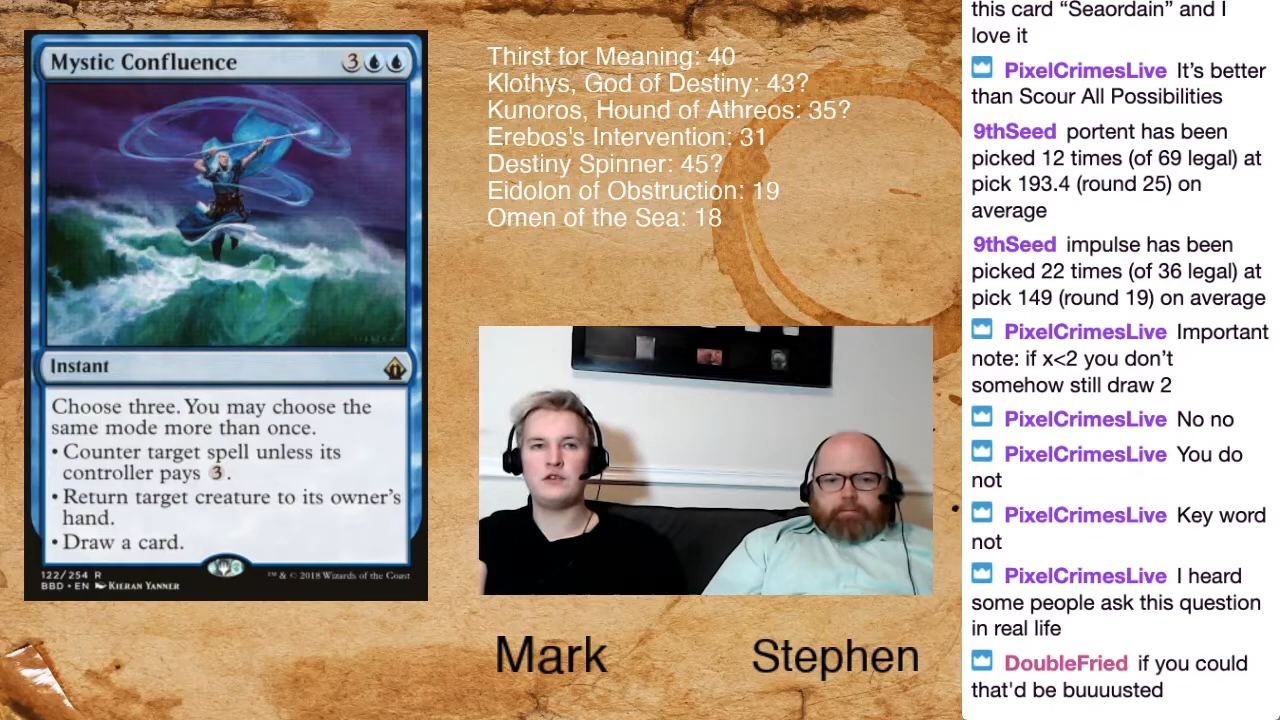 Mystic Confluence
3
Instant
Choose three. You may choose the
same mode more than once.
• Counter target spell unless its
controller pays 3.
• Return target creature to its owner's
hand.
• Draw a card.
122/254 R
BBD • EN KIERAN YANNER
™ & © 2018 Wizards of the Coast
Thirst for Meaning: 40
Klothys, God of Destiny: 43?
Kunoros, Hound of Athreos: 35?
Erebos's Intervention: 31
Destiny Spinner: 45?
Eidolon of Obstruction: 19
Omen of the Sea: 18
Mark
Stephen
this card “Seaordain” and I
love it
PixelCrimesLive It’s better
than Scour All Possibilities
9thSeed portent has been
picked 12 times (of 69 legal) at
pick 193.4 (round 25) on
average
9thSeed impulse has been
picked 22 times (of 36 legal) at
pick 149 (round 19) on average
PixelCrimesLive Important
note: if x<2 you don’t
somehow still draw 2
PixelCrimesLive No no
PixelCrimesLive You do
not
PixelCrimesLive Key word
not
PixelCrimesLive I heard
some people ask this question
in real life
DoubleFried if you could
that'd be buuuusted